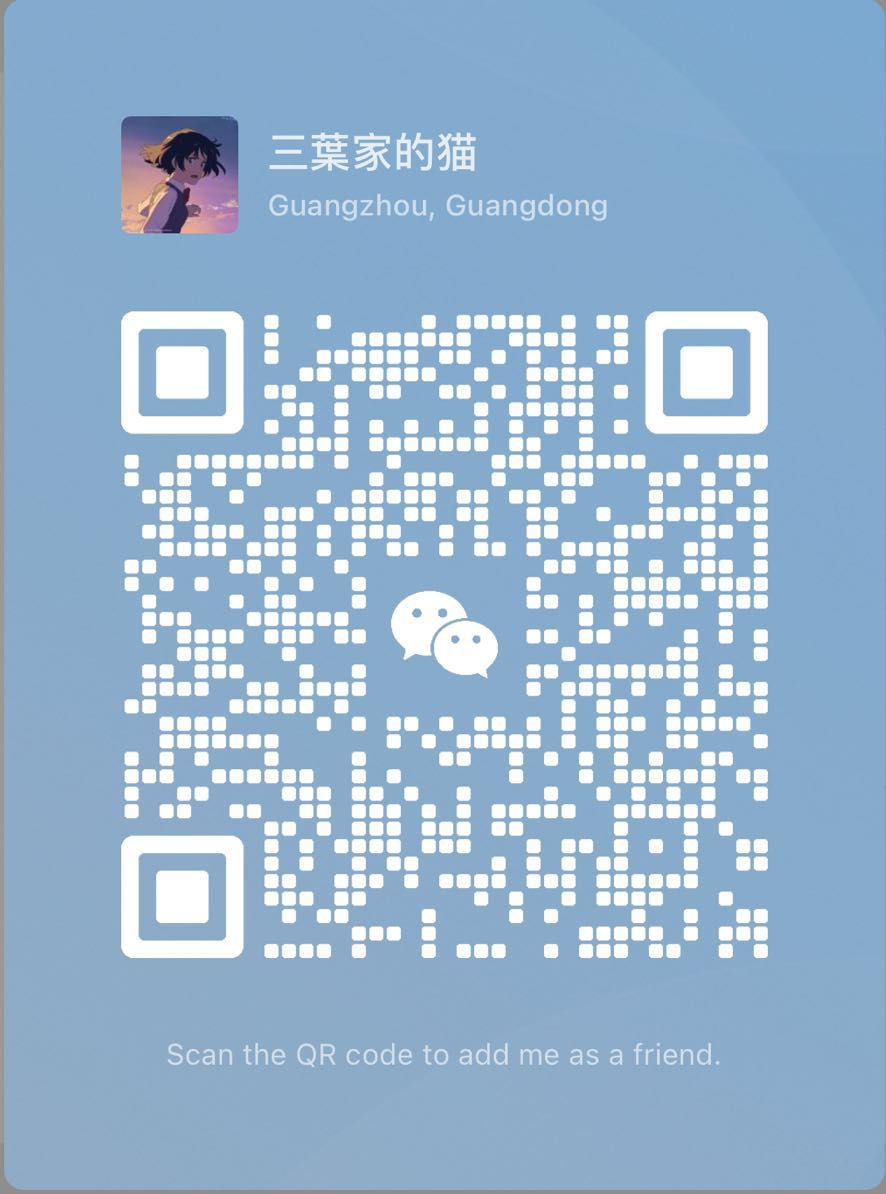 三葉家的猫
Guangzhou, Guangdong
Scan the QR code to add me as a friend.